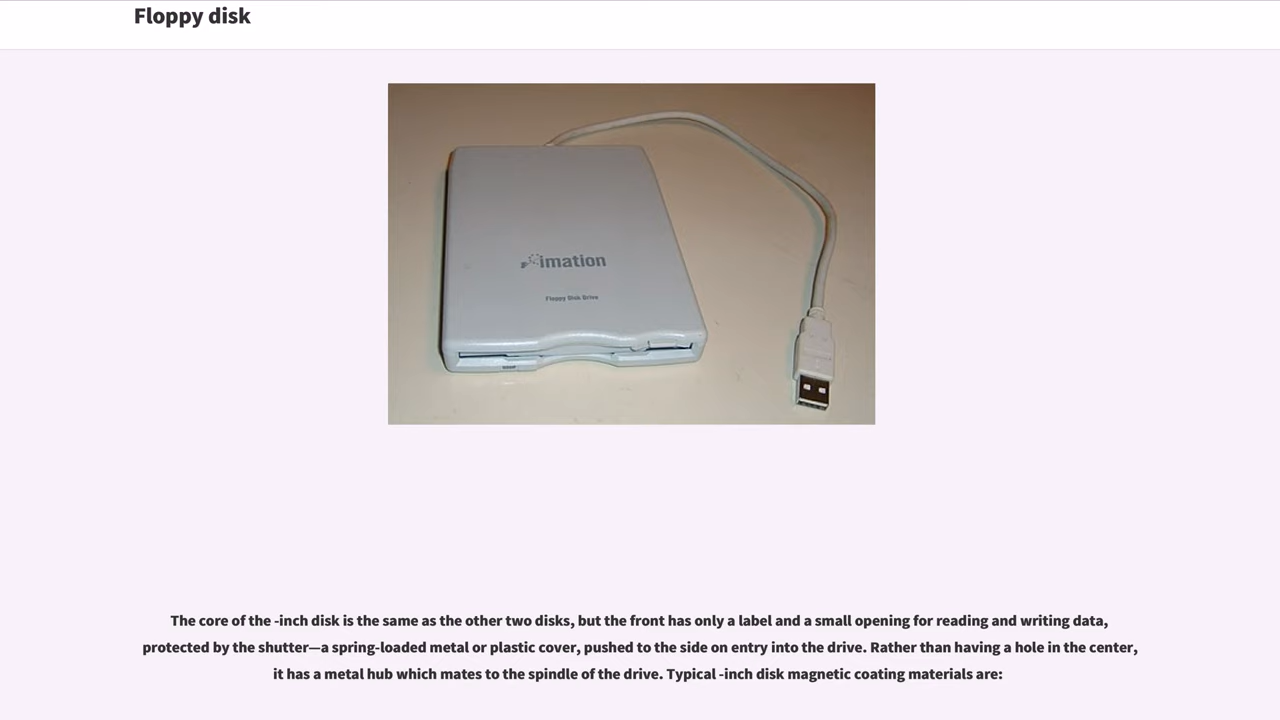 Floppy disk
imation
Floppy Disk Drive
The core of the -inch disk is the same as the other two disks, but the front has only a label and a small opening for reading and writing data,
protected by the shutter—a spring-loaded metal or plastic cover, pushed to the side on entry into the drive. Rather than having a hole in the center,
it has a metal hub which mates to the spindle of the drive. Typical -inch disk magnetic coating materials are: